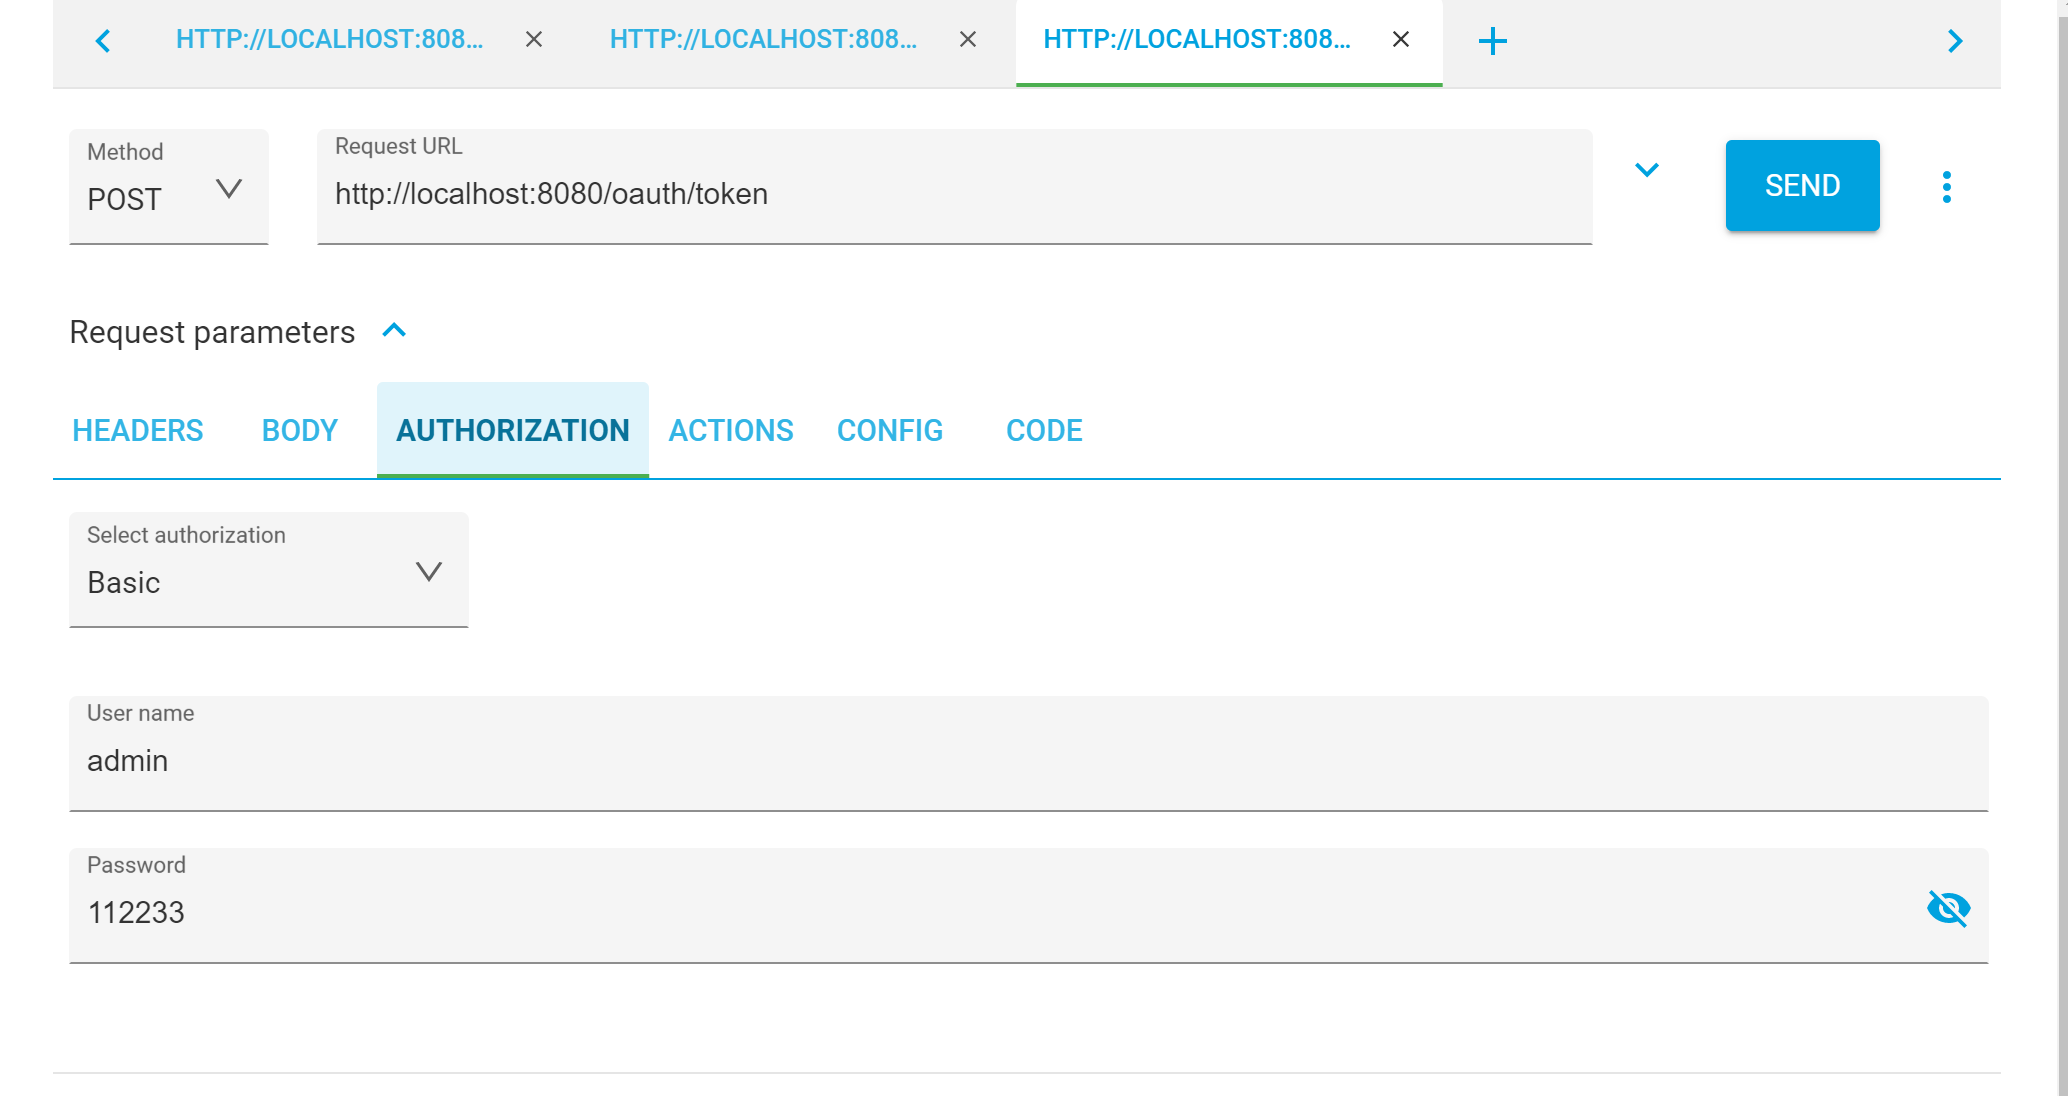 HTTP://LOCALHOST:808... HTTP://LOCALHOST:808... HTTP://LOCALHOST:808...
Method
POST
Request URL
http://localhost:8080/oauth/token
SEND
Request parameters
HEADERS BODY AUTHORIZATION ACTIONS CONFIG CODE
Select authorization
Basic
User name
admin
Password
112233